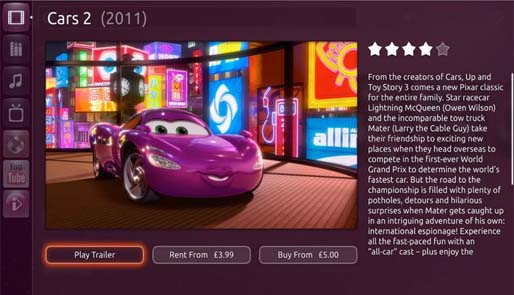 Cars 2 (2011)
alli
From the creators of Cars, Up and
Toy Story 3 comes a new Pixar classic
for the entire family. Star racecar
Lightning McQueen (Owen Wilson)
and the incomparable tow truck
Mater (Larry the Cable Guy) take
their friendship to exciting new
places when they head overseas to
compete in the first-ever World
Grand Prix to determine the world's
fastest car. But the road to the
championship is filled with plenty of
potholes, detours and hilarious
surprises when Mater gets caught up
in an intriguing adventure of his own:
international espionage! Experience
all the fast-paced fun with an
"all-car" cast – plus enjoy the
You
Tube
Play Trailer
Rent From £3.99
Buy From £5.00